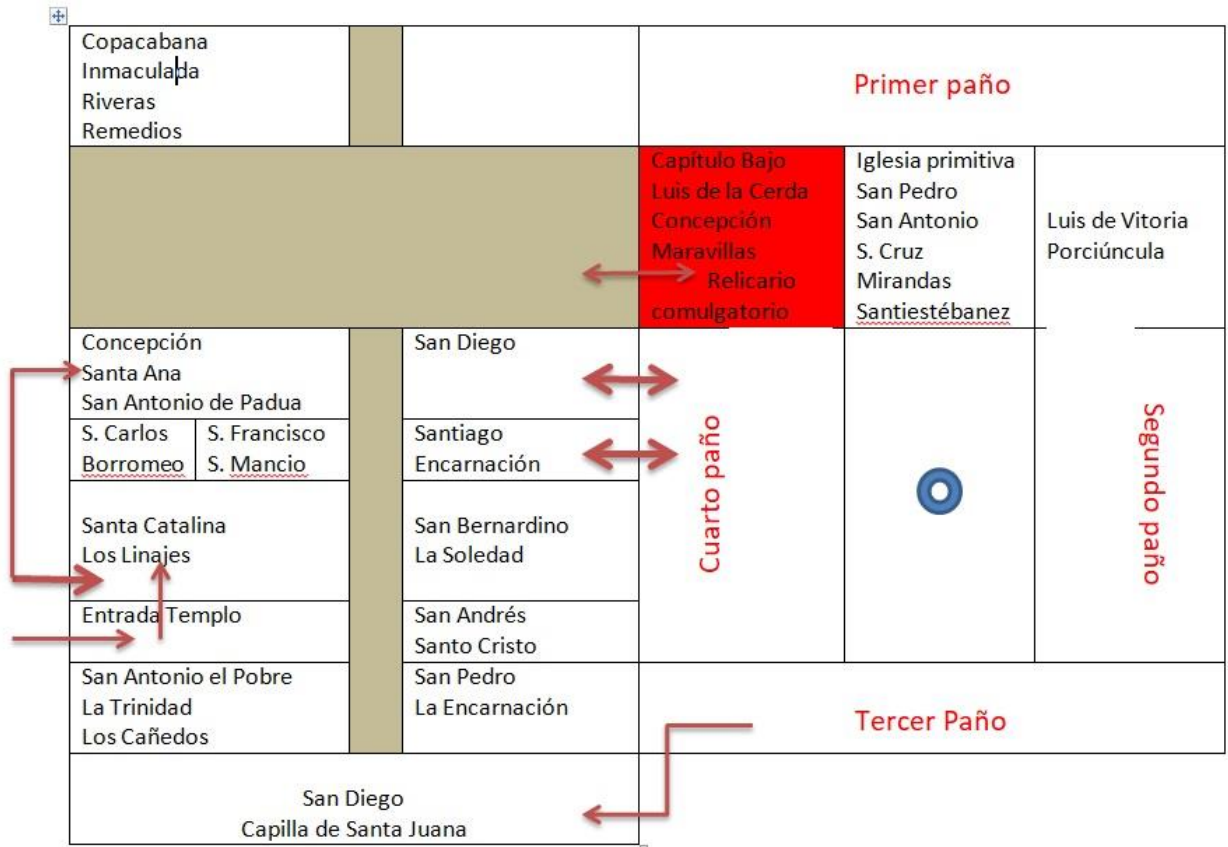 Copacabana
Inmaculada
Riveras
Remedios
Primer paño
Capítulo Bajo
Luis de la Cerda
Concepción
Maravillas
Relicario
comulgatorio
Iglesia primitiva
San Pedro
San Antonio
S. Cruz
Mirandas
Santiestébanez
Luis de Vitoria
Porciúncula
Concepción
Santa Ana
San Antonio de Padua
San Diego
S. Carlos
Borromeo
S. Francisco
S. Mancio
Santiago
Encarnación
Cuarto paño
Segundo paño
Santa Catalina
Los Linajes
San Bernardino
La Soledad
Entrada Templo
San Andrés
Santo Cristo
San Antonio el Pobre
La Trinidad
Los Cañedos
San Pedro
La Encarnación
Tercer Paño
San Diego
Capilla de Santa Juana